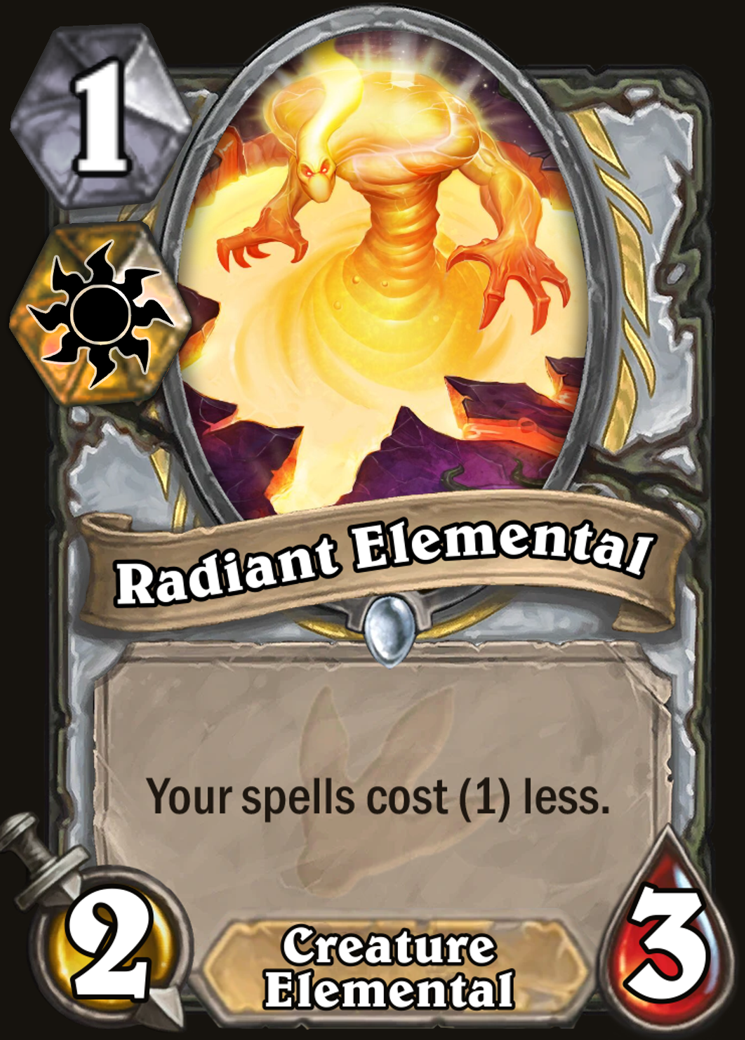 1
Radiant Elemental
Your spells cost (1) less.
2
Creature
Elemental
3